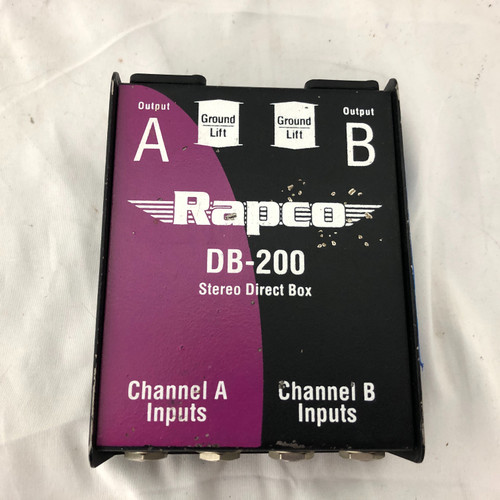 Output
A
Ground
Lift
Ground
Lift
Output
B
Rapco
DB-200
Stereo Direct Box
Channel A
Inputs
Channel B
Inputs